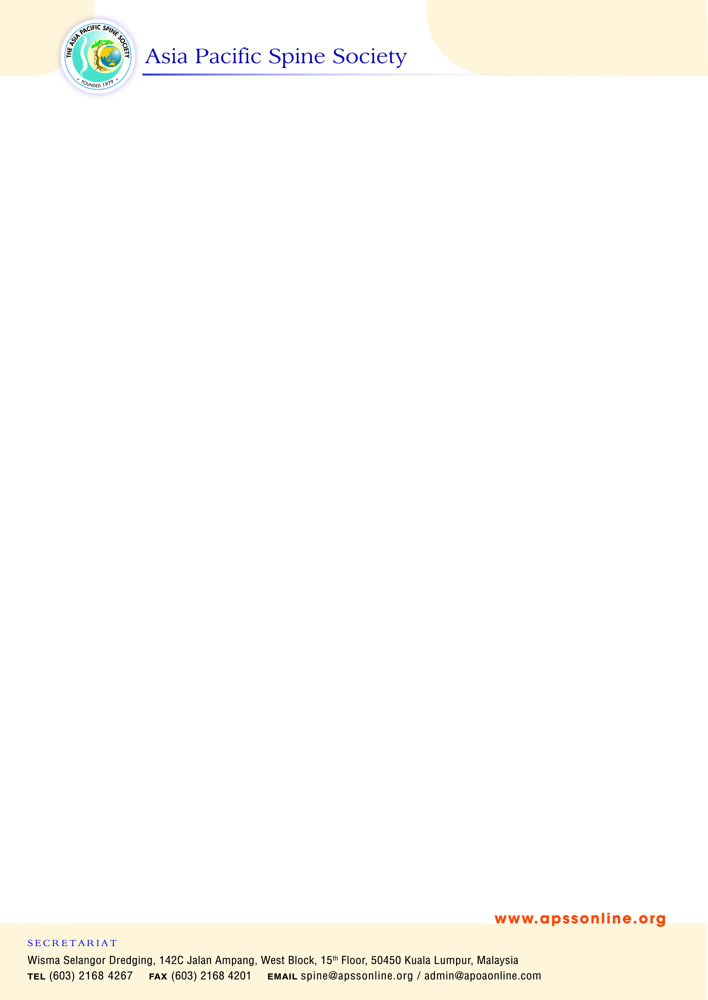 THE ASIA PACIFIC SPINE SOCIETY
• FOUNDED 1979 •
Asia Pacific Spine Society
www.apssonline.org
SECRETARIAT
Wisma Selangor Dredging, 142C Jalan Ampang, West Block, 15th Floor, 50450 Kuala Lumpur, Malaysia
TEL (603) 2168 4267 FAX (603) 2168 4201 EMAIL spine@apssonline.org / admin@apoaonline.com